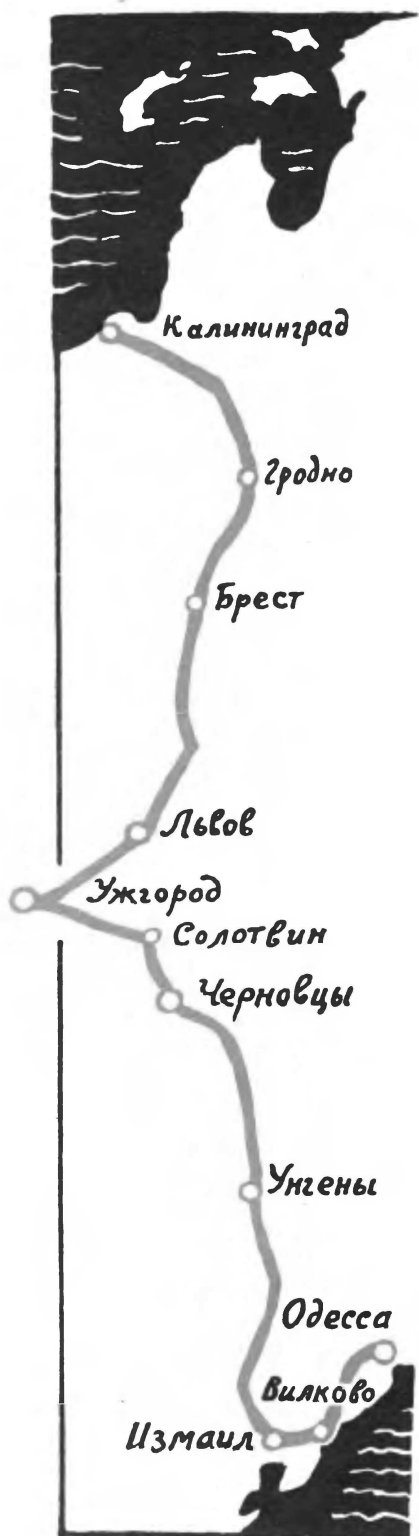 Калининград
Гродно
Брест
Львов
Ужгород
Солотвин
Черновцы
Унгены
Одесса
Вилково
Измаил